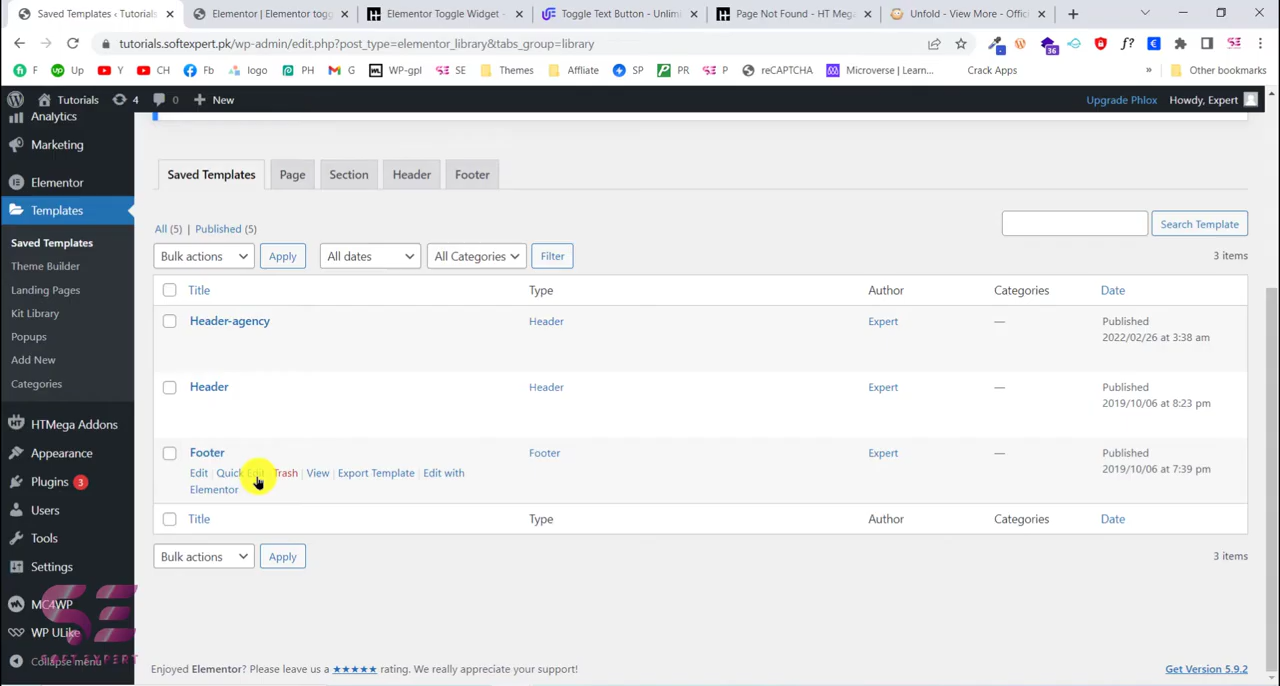 Saved Templates ‹ Tutorials
Elementor | Elementor togg
Elementor Toggle Widget -
Toggle Text Button - Unlimi
Page Not Found - HT Mega
Unfold - View More - Offici
tutorials.softexpert.pk/wp-admin/edit.php?post_type=elementor_library&tabs_group=library
36
f?
F
Up
Y
CH
Fb
logo
PH
G
WP-gpl
SE
Themes
Affliate
SP
PR
P
reCAPTCHA
Microverse | Learn...
Crack Apps
»
Other bookmarks
Tutorials
4
0
New
Upgrade Phlox
Howdy, Expert
Analytics
Marketing
Elementor
Templates
Saved Templates
Theme Builder
Landing Pages
Kit Library
Popups
Add New
Categories
HTMega Addons
Appearance
Plugins 3
Users
Tools
Settings
MC4WP
WP ULike
Collapse menu
SOFT EXPERT
Saved Templates
Page
Section
Header
Footer
All (5) | Published (5)
Search Template
Bulk actions
Apply
All dates
All Categories
Filter
3 items
Title
Type
Author
Categories
Date
Header-agency
Header
Expert
—
Published
2022/02/26 at 3:38 am
Header
Header
Expert
—
Published
2019/10/06 at 8:23 pm
Footer
Footer
Expert
—
Published
2019/10/06 at 7:39 pm
Edit | Quick Edit | Trash | View | Export Template | Edit with
Elementor
Title
Type
Author
Categories
Date
Bulk actions
Apply
3 items
Enjoyed Elementor? Please leave us a ★★★★★ rating. We really appreciate your support!
Get Version 5.9.2